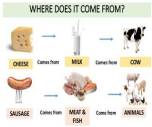 WHERE DOES IT COME FROM?
CHEESE Comes from MILK Comes from COW
SAUSAGE Comes from MEAT & FISH Comes from ANIMALS